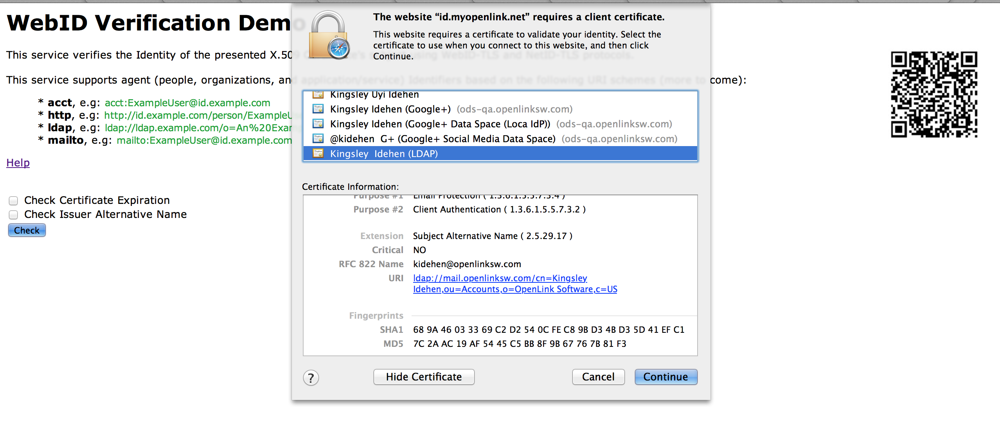 WebID Verification Demo
This service verifies the Identity of the presented X.509 Certificate's subject using WebID-TLS and NetID-TLS protocols.
This service supports agent (people, organizations, and application/service) Identifiers based on the following URI schemes (more to come):
* acct, e.g: acct:ExampleUser@id.example.com
* http, e.g: http://id.example.com/person/ExampleUs
* ldap, e.g: ldap://ldap.example.com/o=An%20Exam
* mailto, e.g: mailto:ExampleUser@id.example.com
Help
Check Certificate Expiration
Check Issuer Alternative Name
Check
The website “id.myopenlink.net” requires a client certificate.
This website requires a certificate to validate your identity. Select the
certificate to use when you connect to this website, and then click
Continue.
Kingsley Uyi Idehen
Kingsley Idehen (Google+) (ods-qa.openlinksw.com)
Kingsley Idehen (Google+ Data Space (Loca IdP)) (ods-qa.openlinksw.com)
@kidehen G+ (Google+ Social Media Data Space) (ods-qa.openlinksw.com)
Kingsley Idehen (LDAP)
Certificate Information:
Purpose #1 Email Protection ( 1.3.6.1.5.5.7.3.4 )
Purpose #2 Client Authentication ( 1.3.6.1.5.5.7.3.2 )
Extension Subject Alternative Name ( 2.5.29.17 )
Critical NO
RFC 822 Name kidehen@openlinksw.com
URI ldap://mail.openlinksw.com/cn=Kingsley
Idehen,ou=Accounts,o=OpenLink Software,c=US
Fingerprints
SHA1 68 9A 46 03 33 69 C2 D2 54 0C FE C8 9B D3 4B D3 5D 41 EF C1
MD5 7C 2A AC 19 AF 54 45 C5 BB 8F 9B 67 76 7B 81 F3
?
Hide Certificate
Cancel
Continue